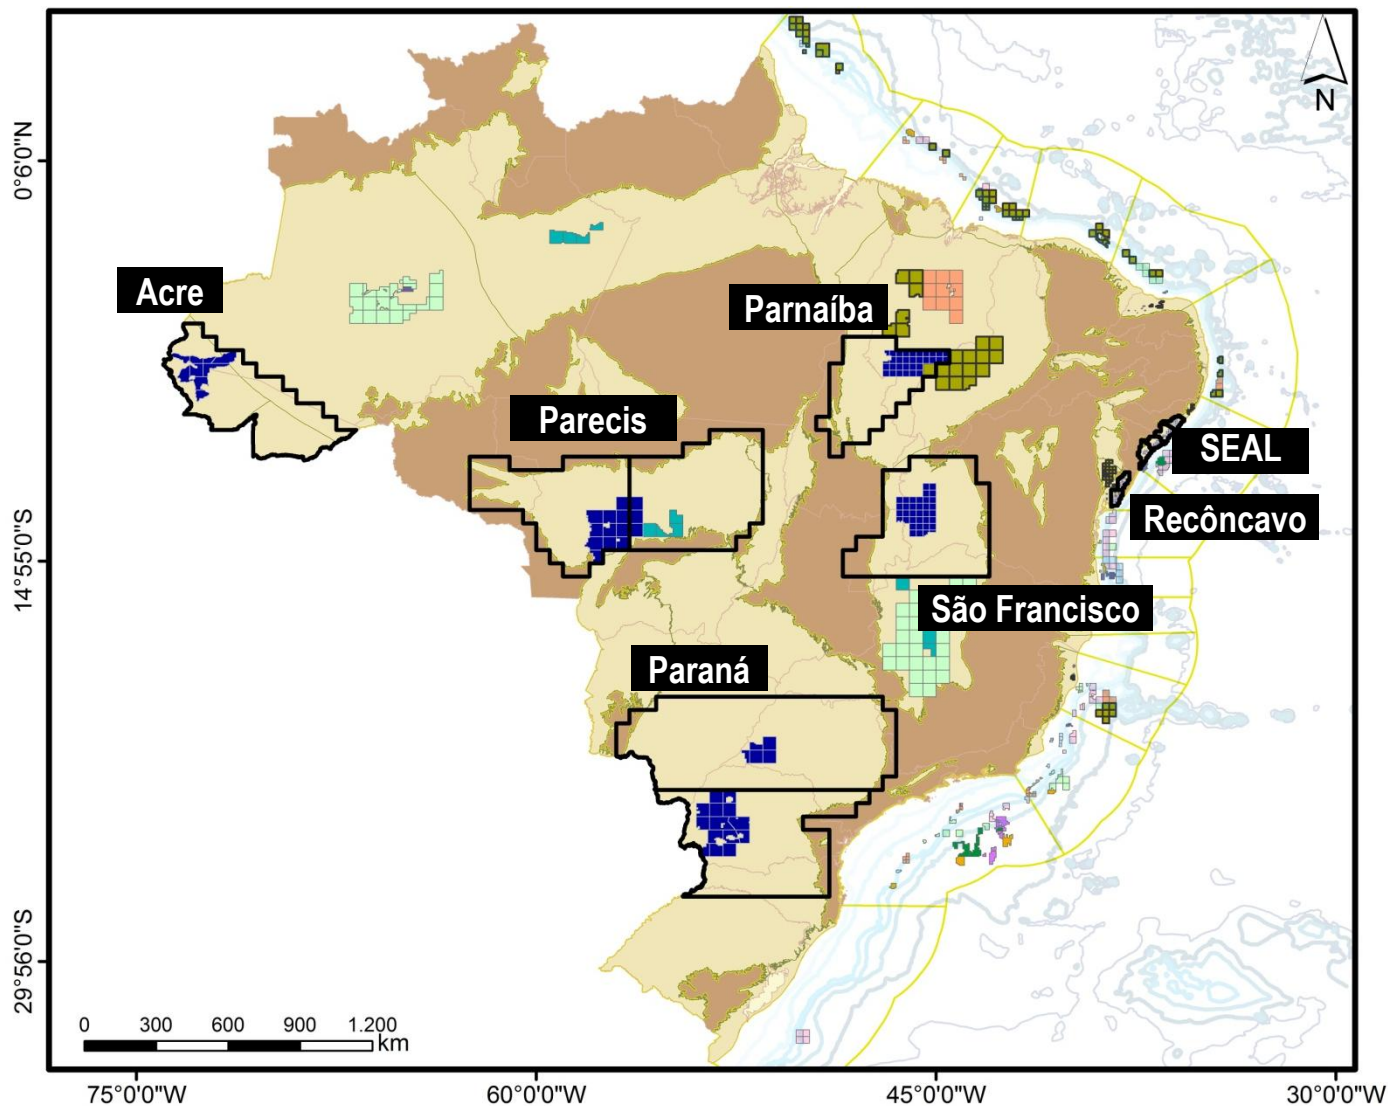 N
0°6'0"N
Acre
Parnaíba
Parecis
SEAL
Recôncavo
14°55'0"S
São Francisco
Paraná
29°56'0"S
0 300 600 900 1.200
km
75°0'0"W 60°0'0"W 45°0'0"W 30°0'0"W